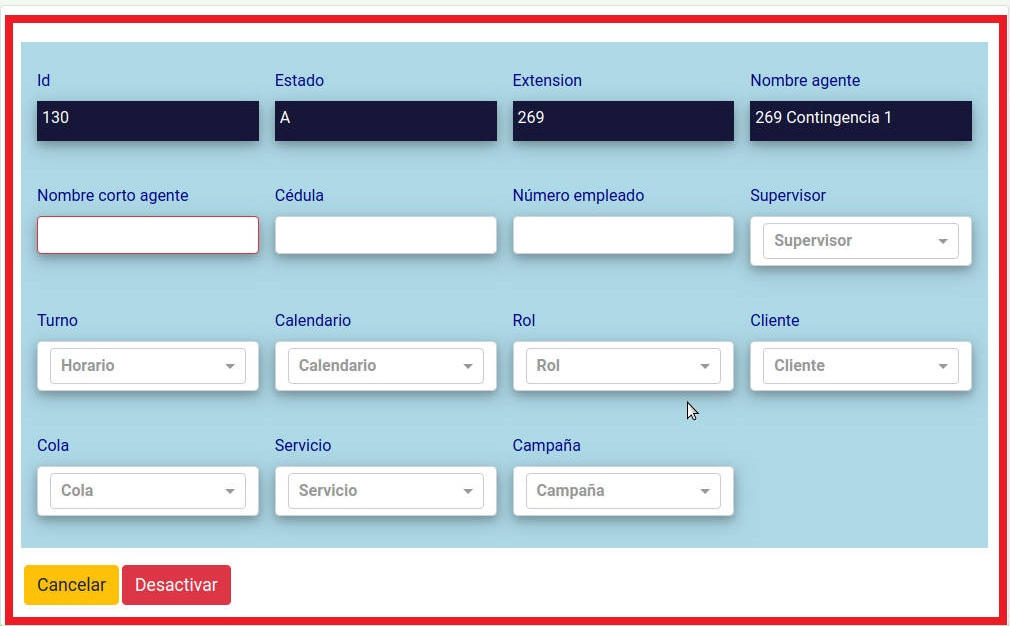 Id Estado Extension Nombre agente
130 A 269 269 Contingencia 1
Nombre corto agente Cédula Número empleado Supervisor
Supervisor
Turno Calendario Rol Cliente
Horario Calendario Rol Cliente
Cola Servicio Campaña
Cola Servicio Campaña
Cancelar Desactivar